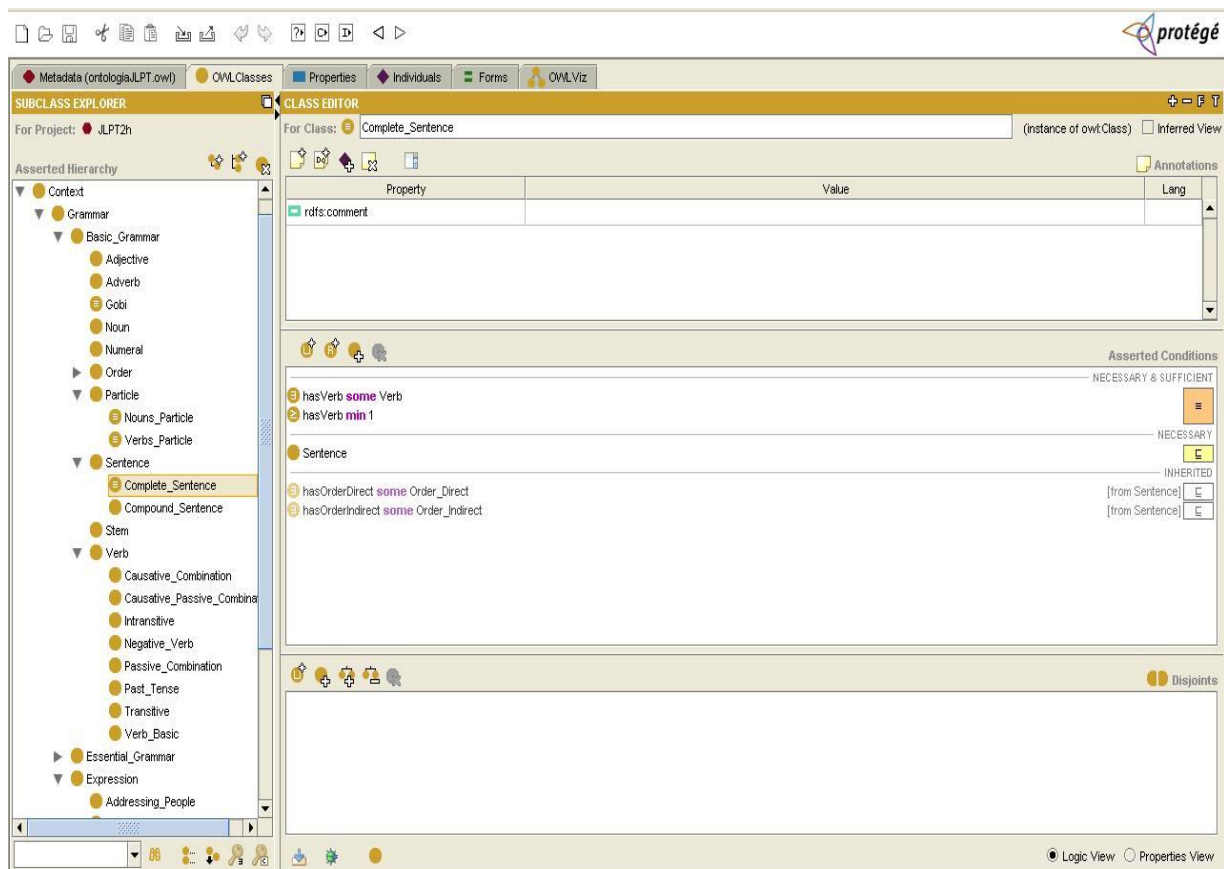 protégé
Metadata (ontologiaJLPT.owl) OWLClasses Properties Individuals Forms OWLViz
SUBCLASS EXPLORER
For Project: JLPT2h
Asserted Hierarchy
Context
Grammar
Basic_Grammar
Adjective
Adverb
Gobi
Noun
Numeral
Order
Particle
Nouns_Particle
Verbs_Particle
Sentence
Complete_Sentence
Compound_Sentence
Stem
Verb
Causative_Combination
Causative_Passive_Combina
Intransitive
Negative_Verb
Passive_Combination
Past_Tense
Transitive
Verb_Basic
Essential_Grammar
Expression
Addressing_People
CLASS EDITOR
F T
For Class: Complete_Sentence (instance of owl:Class) Inferred View
Annotations
Property Value Lang
rdfs:comment
Asserted Conditions
NECESSARY & SUFFICIENT
hasVerb some Verb
≡
hasVerb min 1
NECESSARY
Sentence ⊑
INHERITED
hasOrderDirect some Order_Direct [from Sentence] ⊑
hasOrderIndirect some Order_Indirect [from Sentence] ⊑
Disjoints
Logic View Properties View